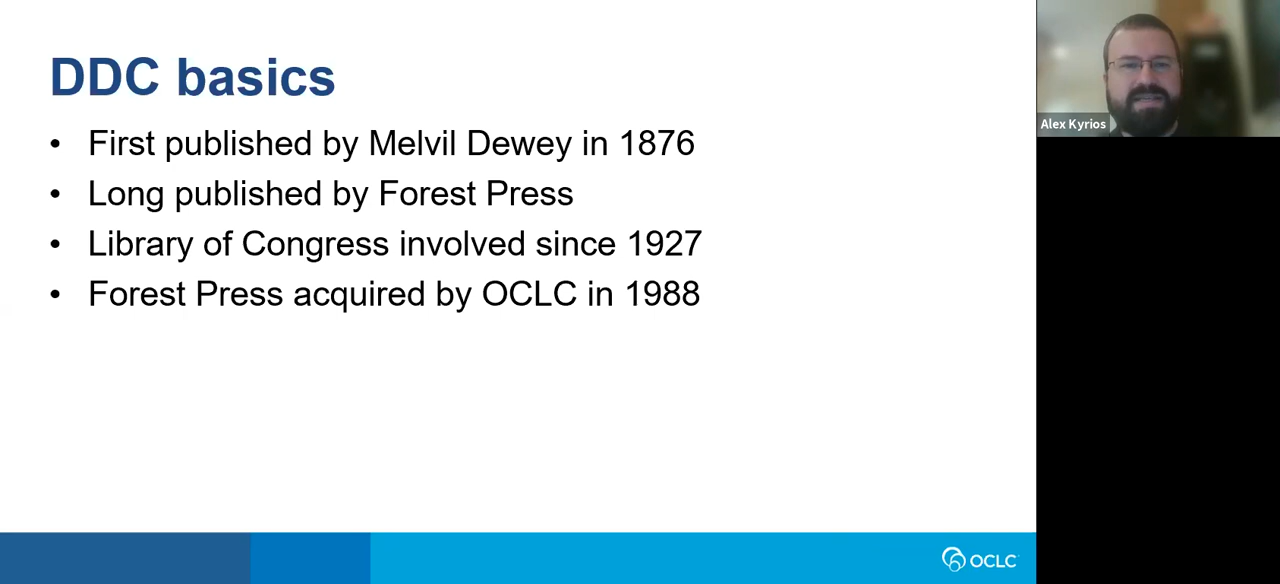 DDC basics
• First published by Melvil Dewey in 1876
• Long published by Forest Press
• Library of Congress involved since 1927
• Forest Press acquired by OCLC in 1988
Alex Kyrios
OCLC